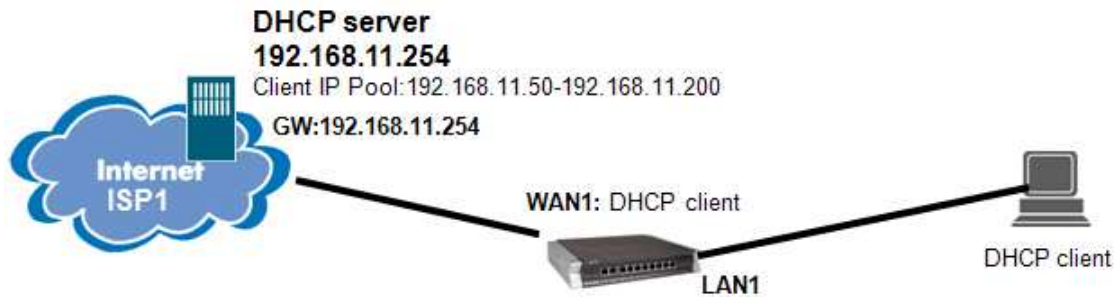 DHCP server
192.168.11.254
Client IP Pool:192.168.11.50-192.168.11.200
GW:192.168.11.254
Internet
ISP1
WAN1: DHCP client
DHCP client
LAN1